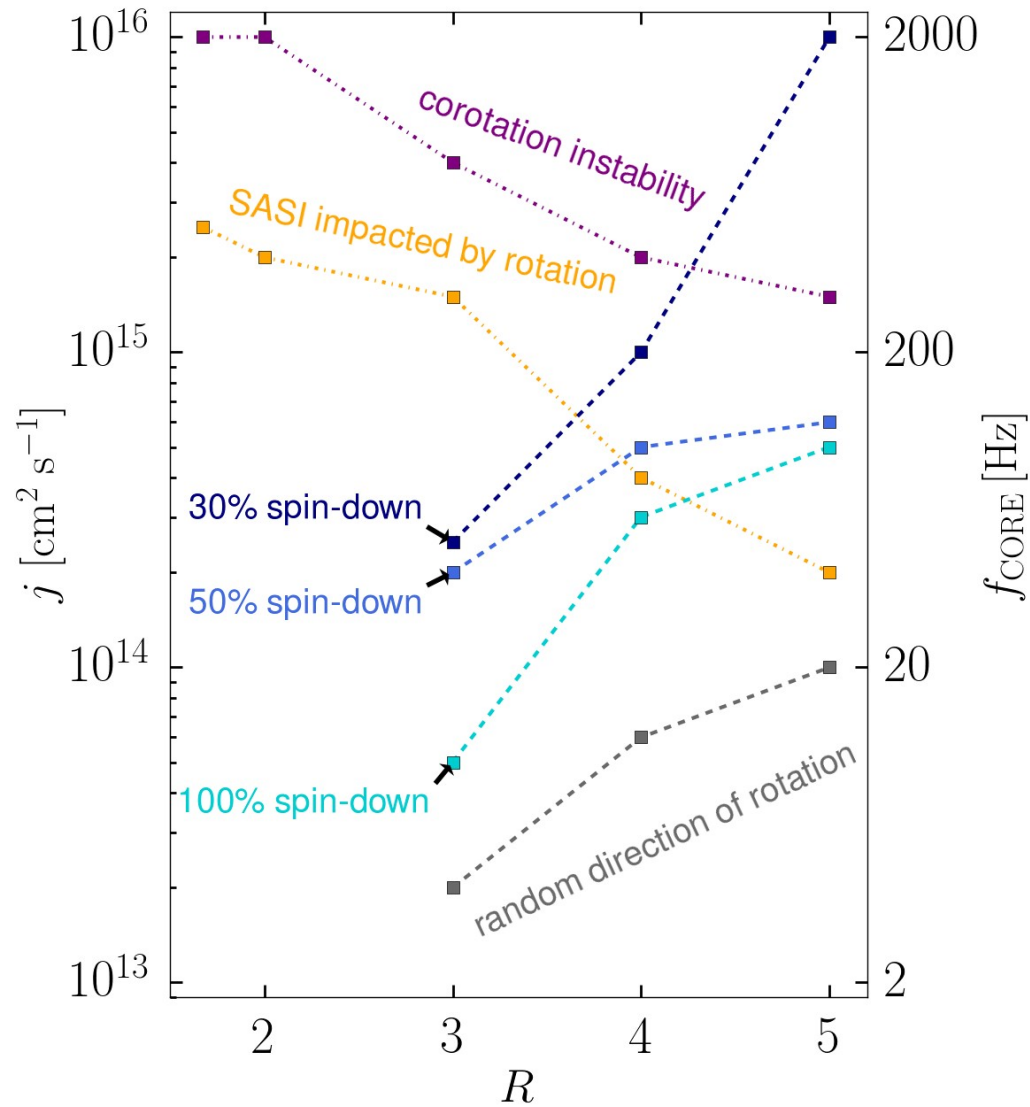 10^16
10^15
10^14
10^13
j [cm^2 s^−1]
2000
200
20
2
f_CORE [Hz]
corotation instability
SASI impacted by rotation
30% spin-down
50% spin-down
100% spin-down
random direction of rotation
2 3 4 5
R